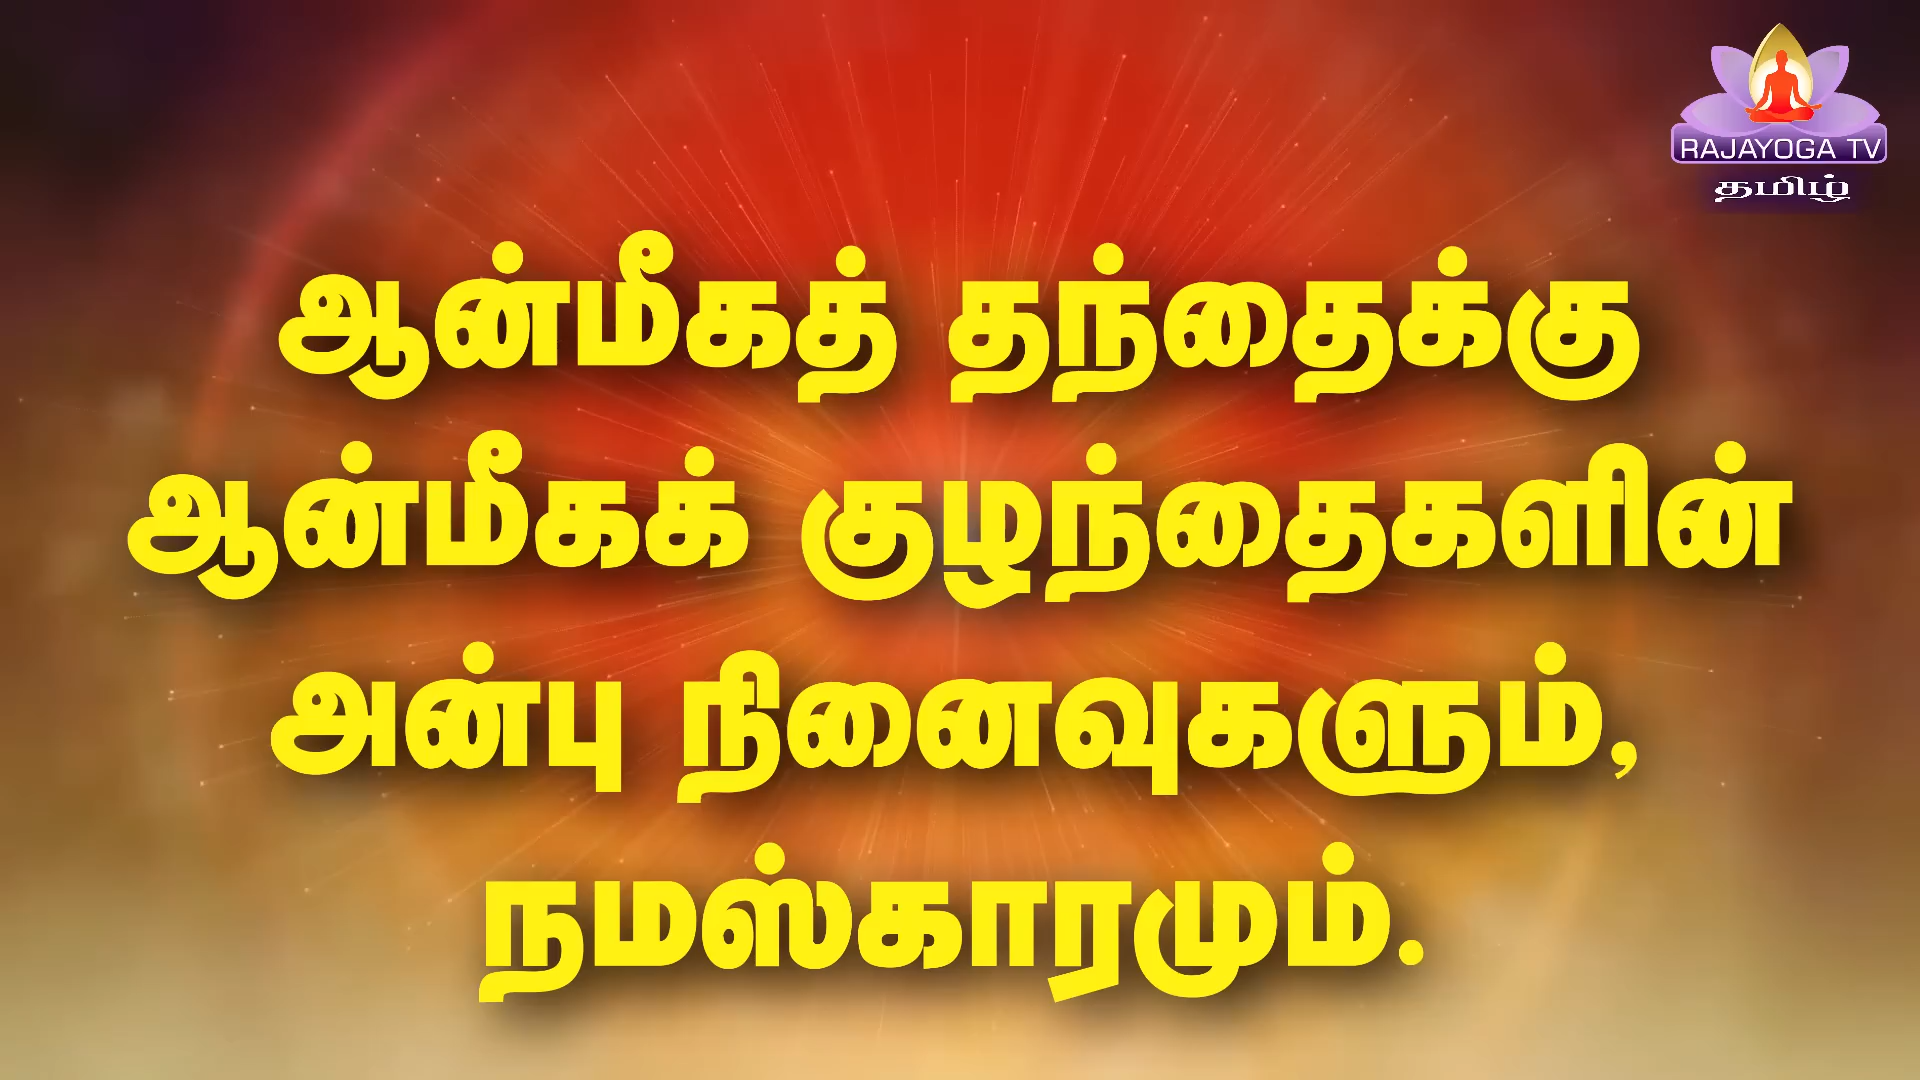 RAJAYOGA TV
தமிழ்
ஆன்மீகத் தந்தைக்கு
ஆன்மீகக் குழந்தைகளின்
அன்பு நினைவுகளும்,
நமஸ்காரமும்.